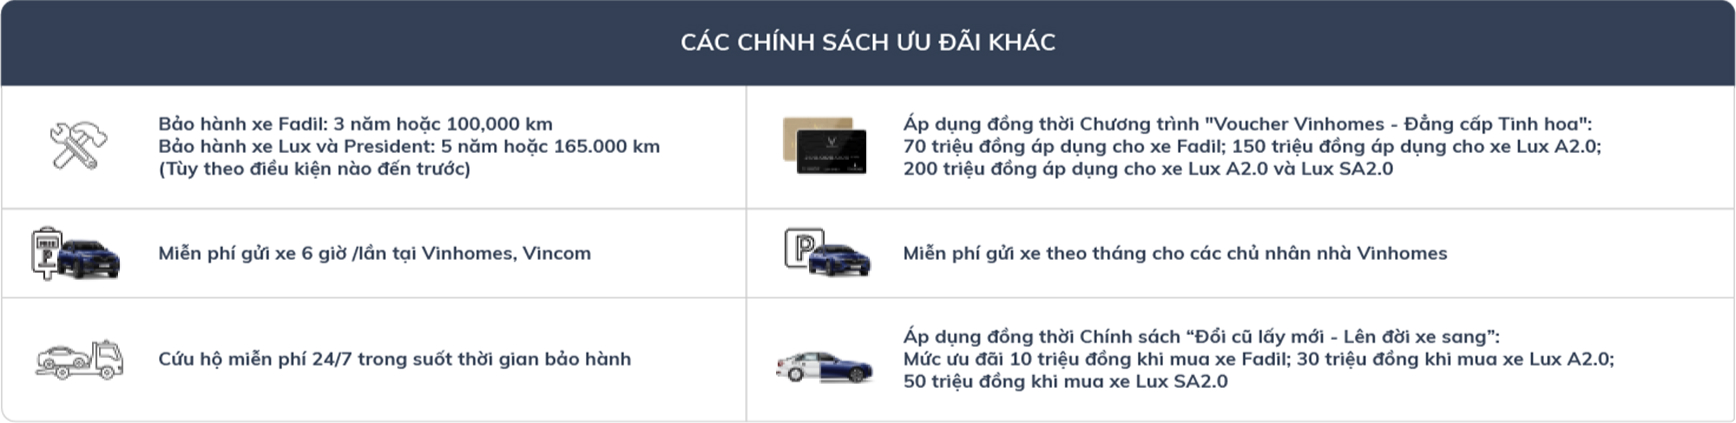 CÁC CHÍNH SÁCH ƯU ĐÃI KHÁC
Bảo hành xe Fadil: 3 năm hoặc 100,000 km
Bảo hành xe Lux và President: 5 năm hoặc 165.000 km
(Tùy theo điều kiện nào đến trước)
Áp dụng đồng thời Chương trình "Voucher Vinhomes - Đẳng cấp Tinh hoa":
70 triệu đồng áp dụng cho xe Fadil; 150 triệu đồng áp dụng cho xe Lux A2.0;
200 triệu đồng áp dụng cho xe Lux A2.0 và Lux SA2.0
FREE
P
Miễn phí gửi xe 6 giờ /lần tại Vinhomes, Vincom
P
Miễn phí gửi xe theo tháng cho các chủ nhân nhà Vinhomes
Cứu hộ miễn phí 24/7 trong suốt thời gian bảo hành
Áp dụng đồng thời Chính sách “Đổi cũ lấy mới - Lên đời xe sang”:
Mức ưu đãi 10 triệu đồng khi mua xe Fadil; 30 triệu đồng khi mua xe Lux A2.0;
50 triệu đồng khi mua xe Lux SA2.0